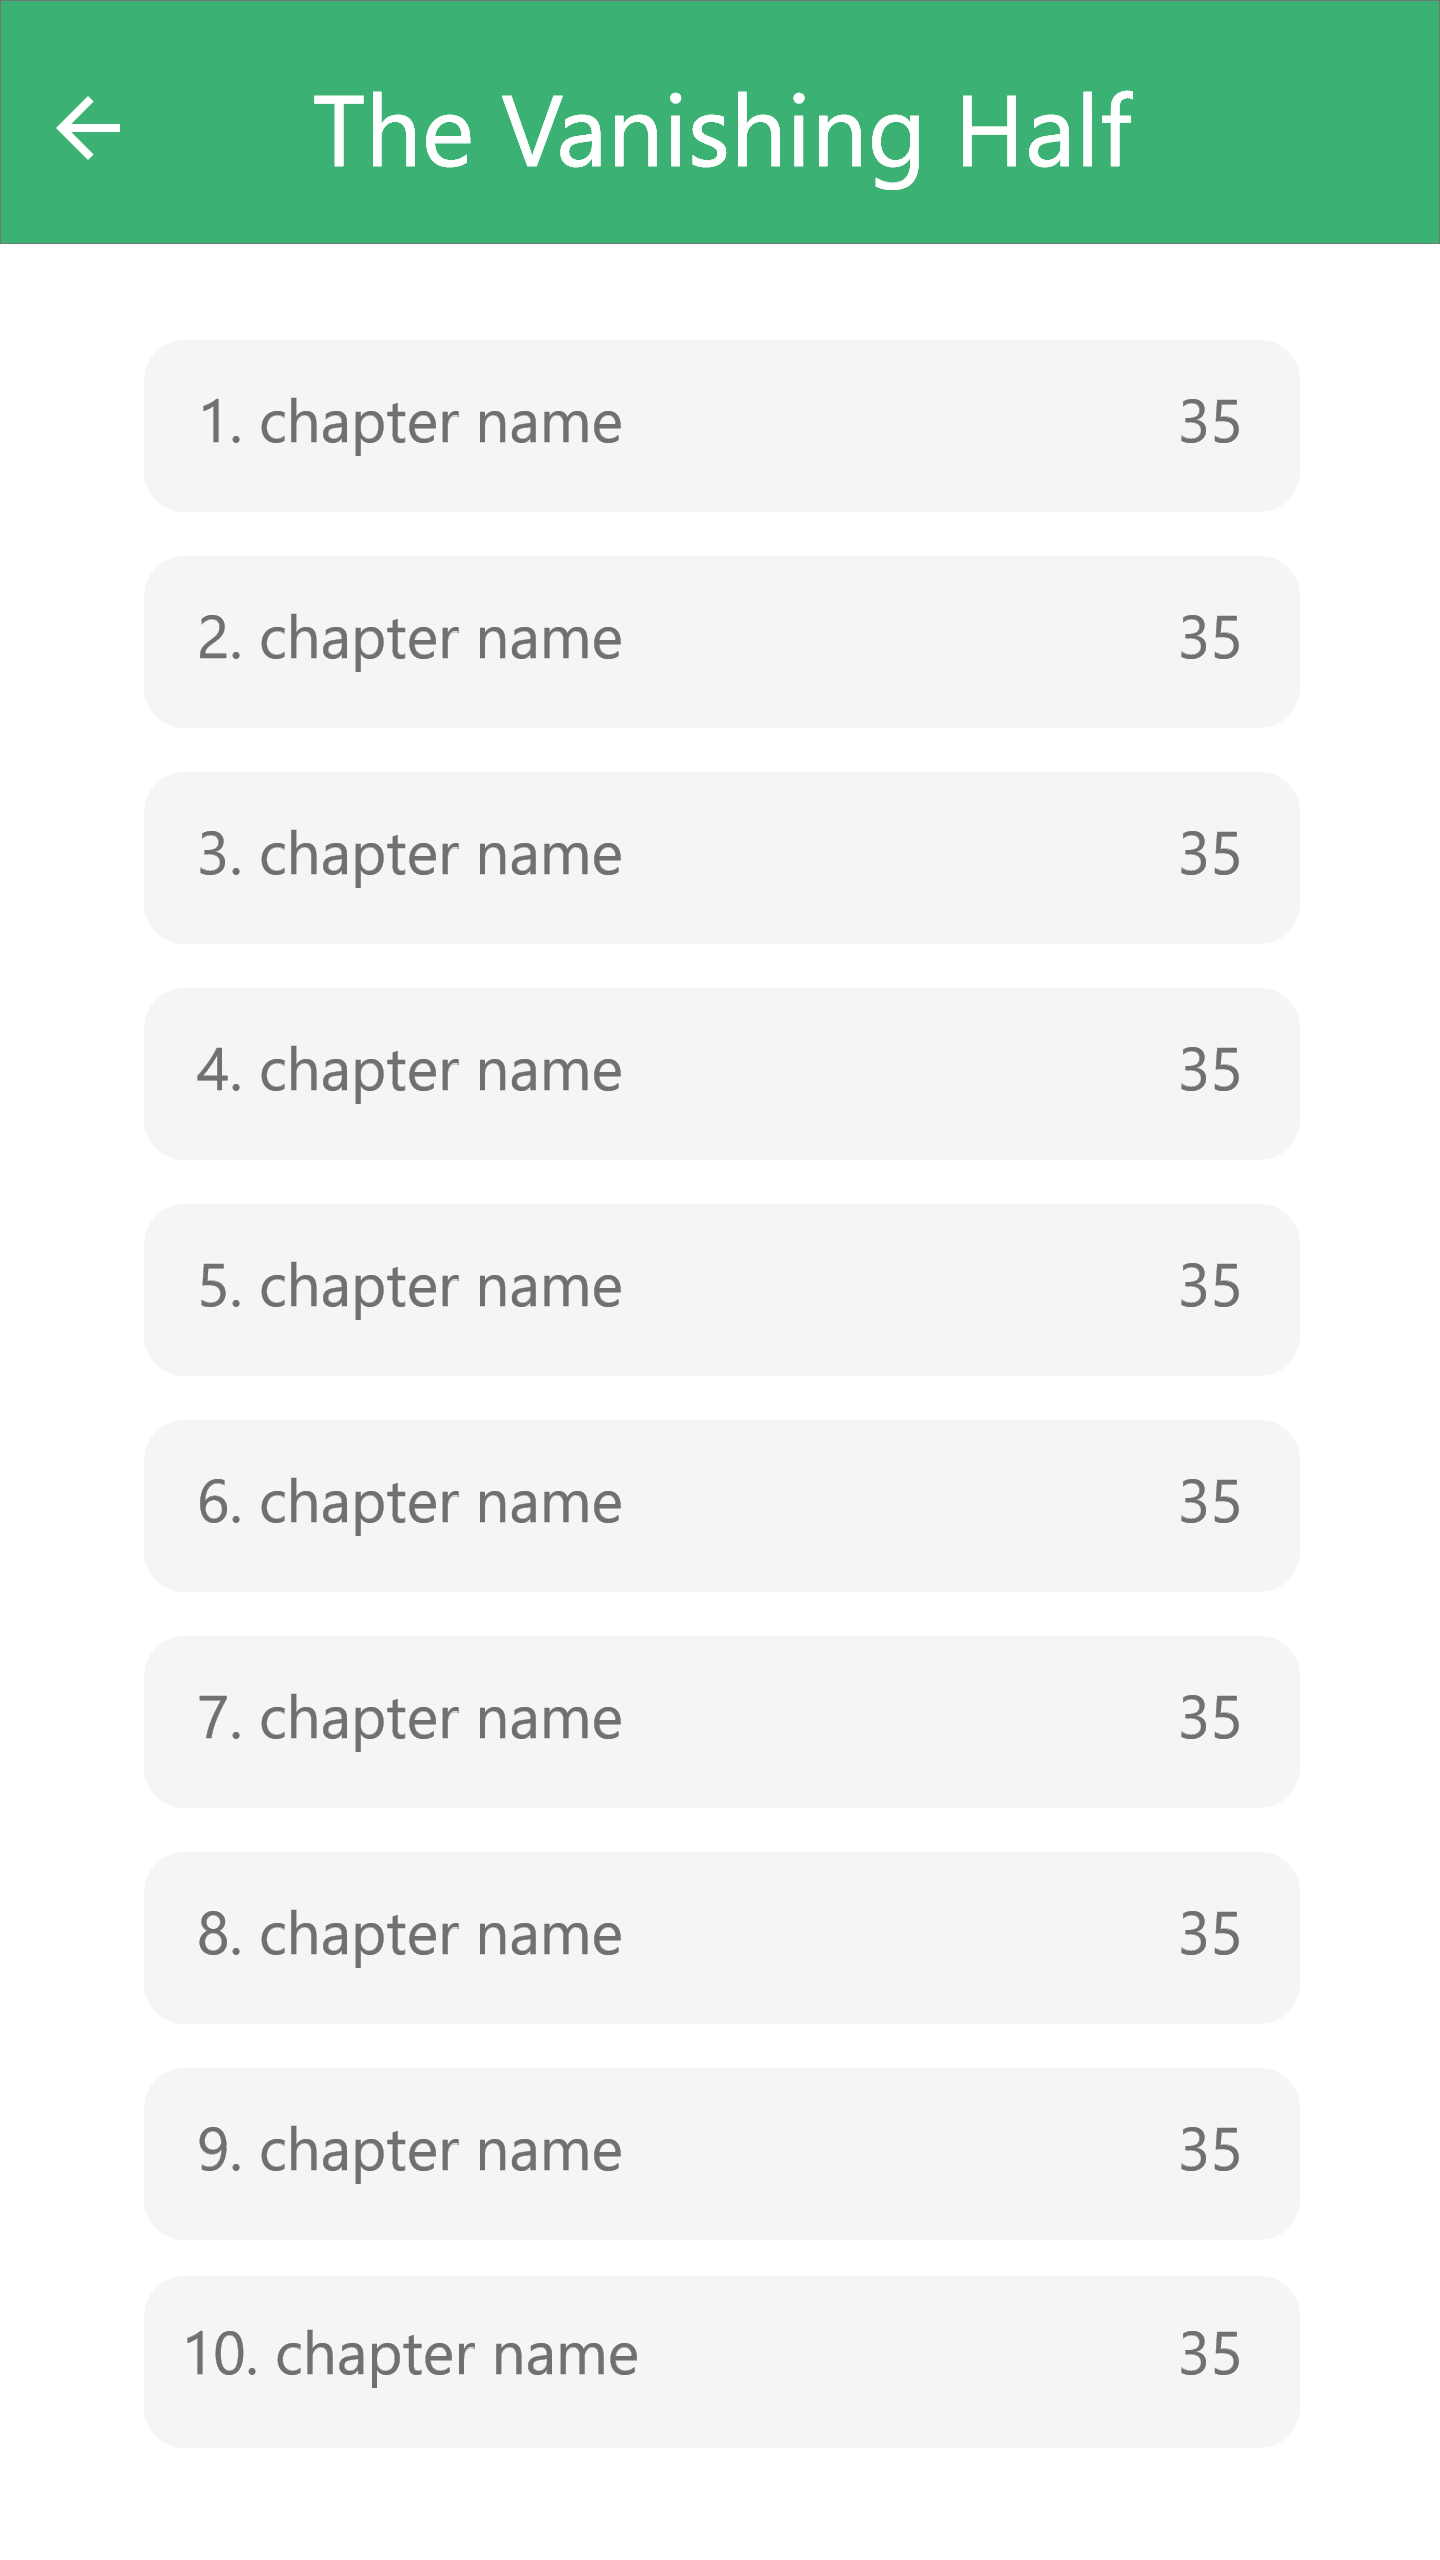 The Vanishing Half
1. chapter name 35
2. chapter name 35
3. chapter name 35
4. chapter name 35
5. chapter name 35
6. chapter name 35
7. chapter name 35
8. chapter name 35
9. chapter name 35
10. chapter name 35